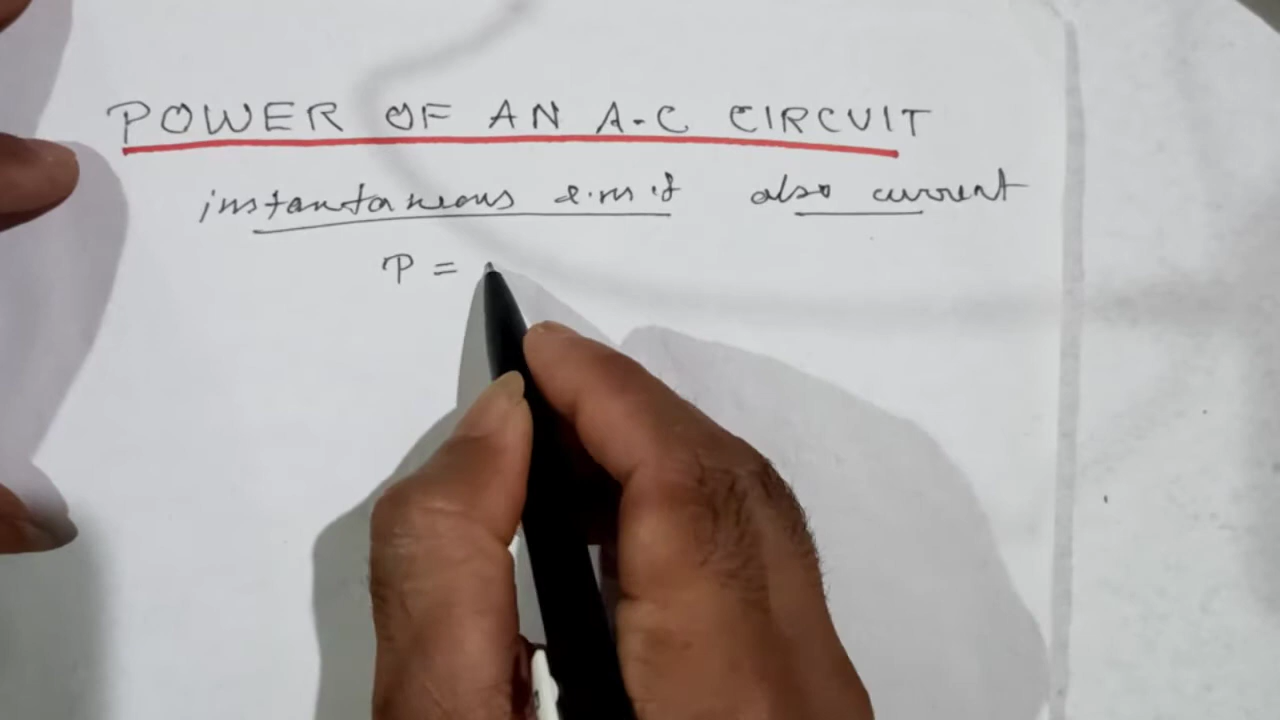 POWER OF AN A-C CIRCUIT
instantaneous e.m.f also current
P =